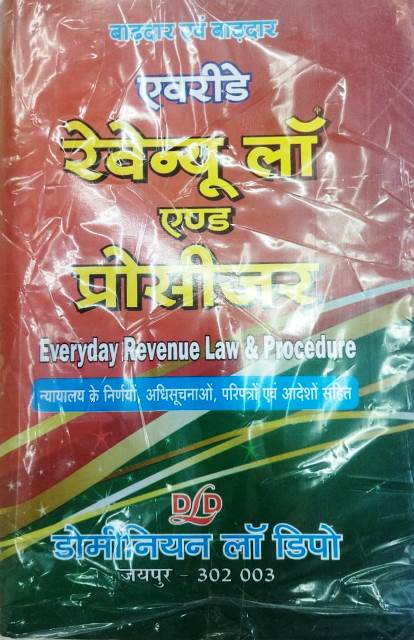 बाढ़दार एवं बाढ़दार
एवरीडे
रेवेन्यू लॉ
एण्ड
प्रोसीजर
Everyday Revenue Law & Procedure
न्यायालय के निर्णयों, अधिसूचनाओं, परिपत्रों एवं आदेशों सहित
DLD
डोमीनियन लॉ डिपो
जयपुर - 302 003